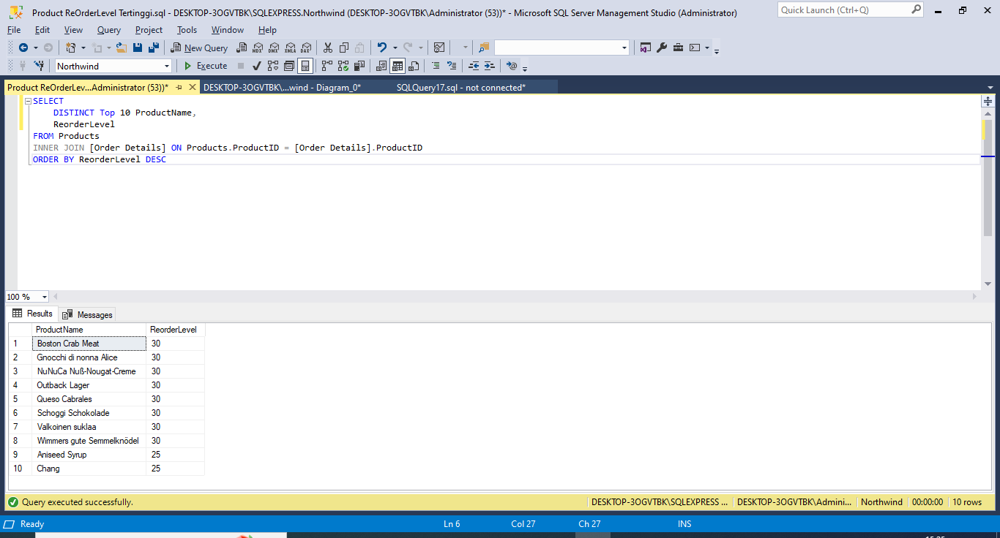 Product ReOrderLevel Tertinggi.sql - DESKTOP-3OGVTBK\SQLEXPRESS.Northwind (DESKTOP-3OGVTBK\Administrator (53))* - Microsoft SQL Server Management Studio (Administrator)
Quick Launch (Ctrl+Q)
File Edit View Query Project Tools Window Help
New Query MDX DMX XMLA DAX
Northwind Execute
Product ReOrderLev...Administrator (53))* DESKTOP-3OGVTBK\...wind - Diagram_0* SQLQuery17.sql - not connected*
SELECT
DISTINCT Top 10 ProductName,
ReorderLevel
FROM Products
INNER JOIN [Order Details] ON Products.ProductID = [Order Details].ProductID
ORDER BY ReorderLevel DESC
100 %
Results Messages
ProductName ReorderLevel
1 Boston Crab Meat 30
2 Gnocchi di nonna Alice 30
3 NuNuCa Nuß-Nougat-Creme 30
4 Outback Lager 30
5 Queso Cabrales 30
6 Schoggi Schokolade 30
7 Valkoinen suklaa 30
8 Wimmers gute Semmelknödel 30
9 Aniseed Syrup 25
10 Chang 25
Query executed successfully. DESKTOP-3OGVTBK\SQLEXPRESS ... DESKTOP-3OGVTBK\Admini... Northwind 00:00:00 10 rows
Ready Ln 6 Col 27 Ch 27 INS